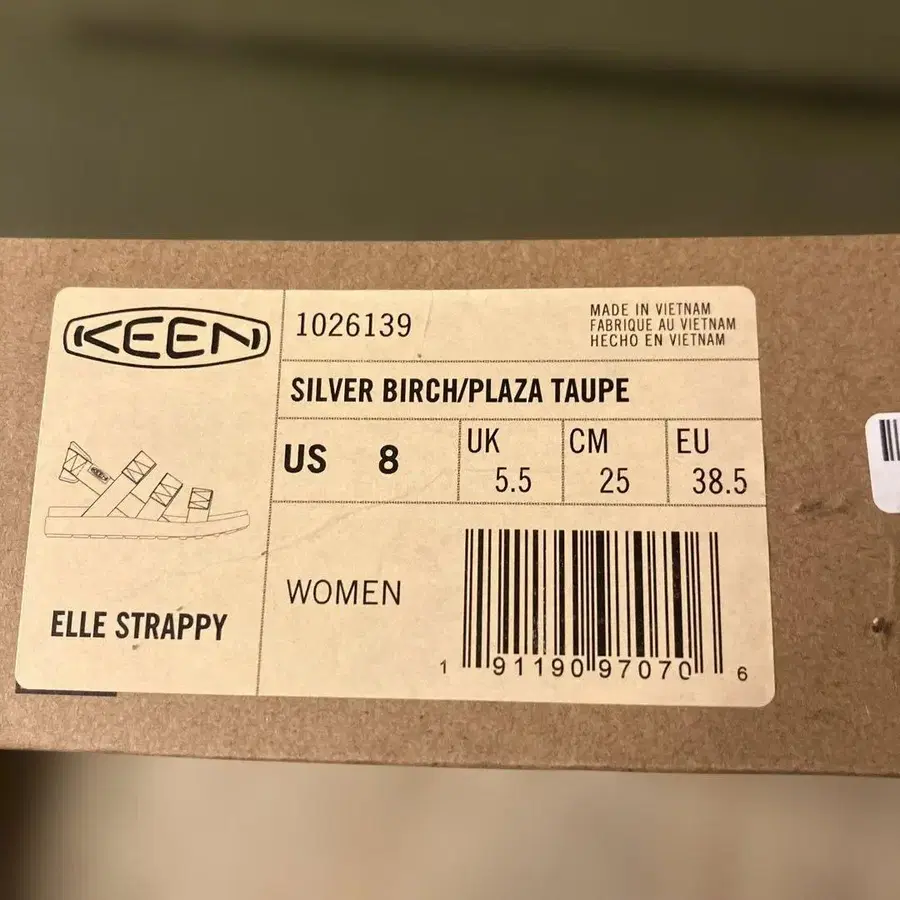 KEEN
1026139
MADE IN VIETNAM
FABRIQUE AU VIETNAM
HECHO EN VIETNAM
SILVER BIRCH/PLAZA TAUPE
US 8
UK 5.5
CM 25
EU 38.5
KEEN
ELLE STRAPPY
WOMEN
1 91190 97070 6